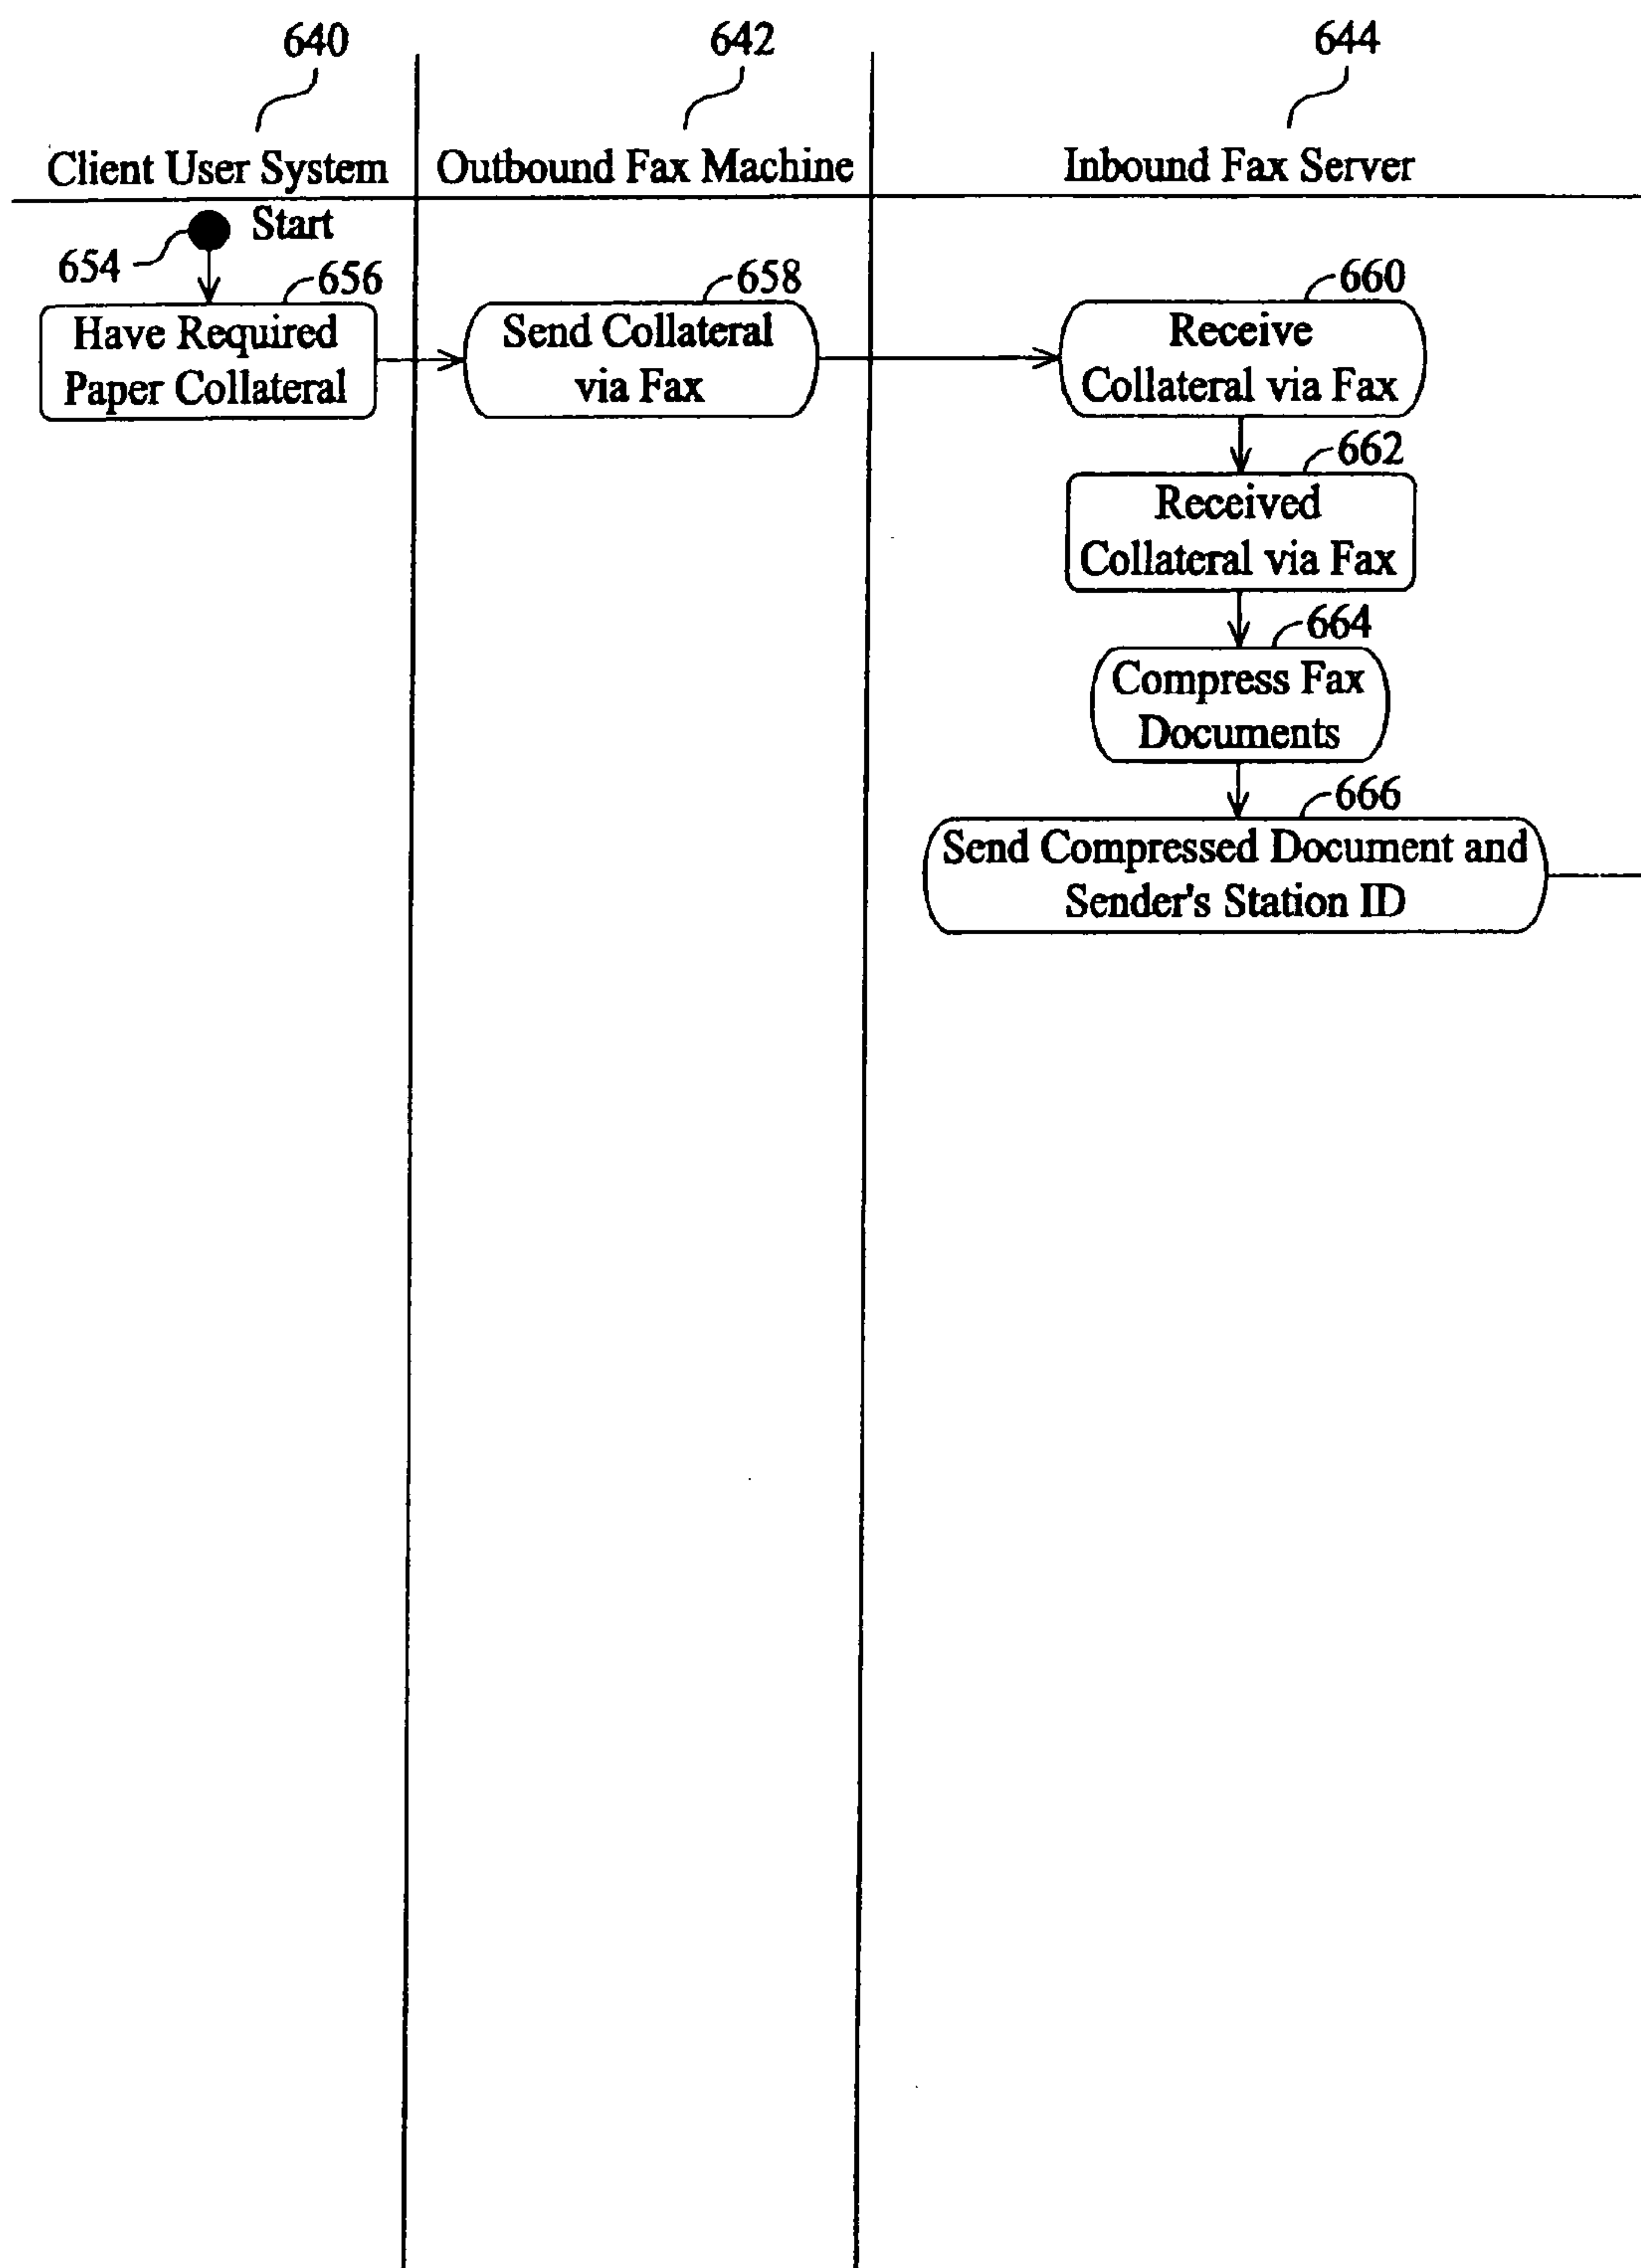 640
642
644
Client User System
Outbound Fax Machine
Inbound Fax Server
Start
654
656
Have Required
Paper Collateral
658
Send Collateral
via Fax
660
Receive
Collateral via Fax
662
Received
Collateral via Fax
664
Compress Fax
Documents
666
Send Compressed Document and
Sender's Station ID